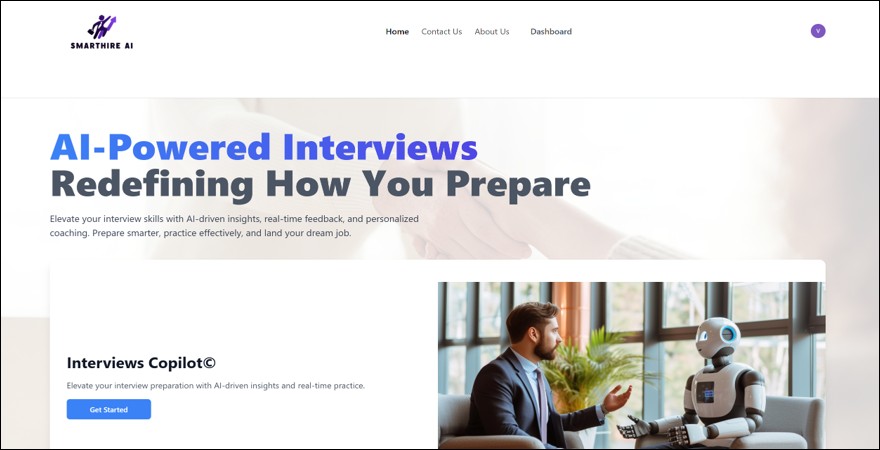 SMARTHIRE AI
Home Contact Us About Us Dashboard
V
AI-Powered Interviews
Redefining How You Prepare
Elevate your interview skills with AI-driven insights, real-time feedback, and personalized
coaching. Prepare smarter, practice effectively, and land your dream job.
Interviews Copilot©
Elevate your interview preparation with AI-driven insights and real-time practice.
Get Started